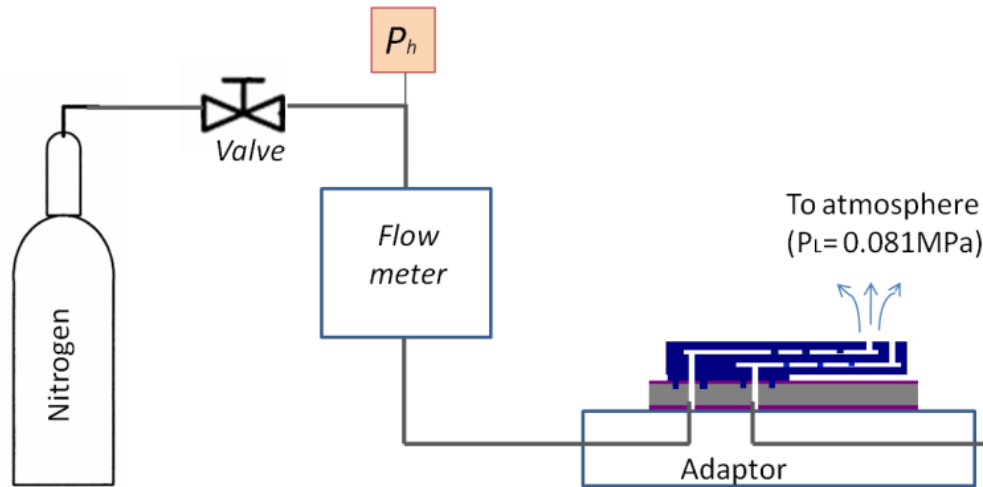 Ph
Valve
Flow
meter
Nitrogen
To atmosphere
(PL= 0.081MPa)
Adaptor